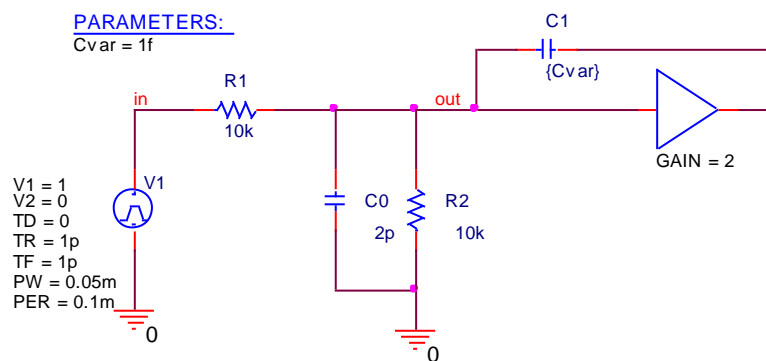 PARAMETERS:
Cvar = 1f
C1
{Cvar}
R1
10k
in
out
GAIN = 2
V1
V1 = 1
V2 = 0
TD = 0
TR = 1p
TF = 1p
PW = 0.05m
PER = 0.1m
C0
2p
R2
10k
0
0